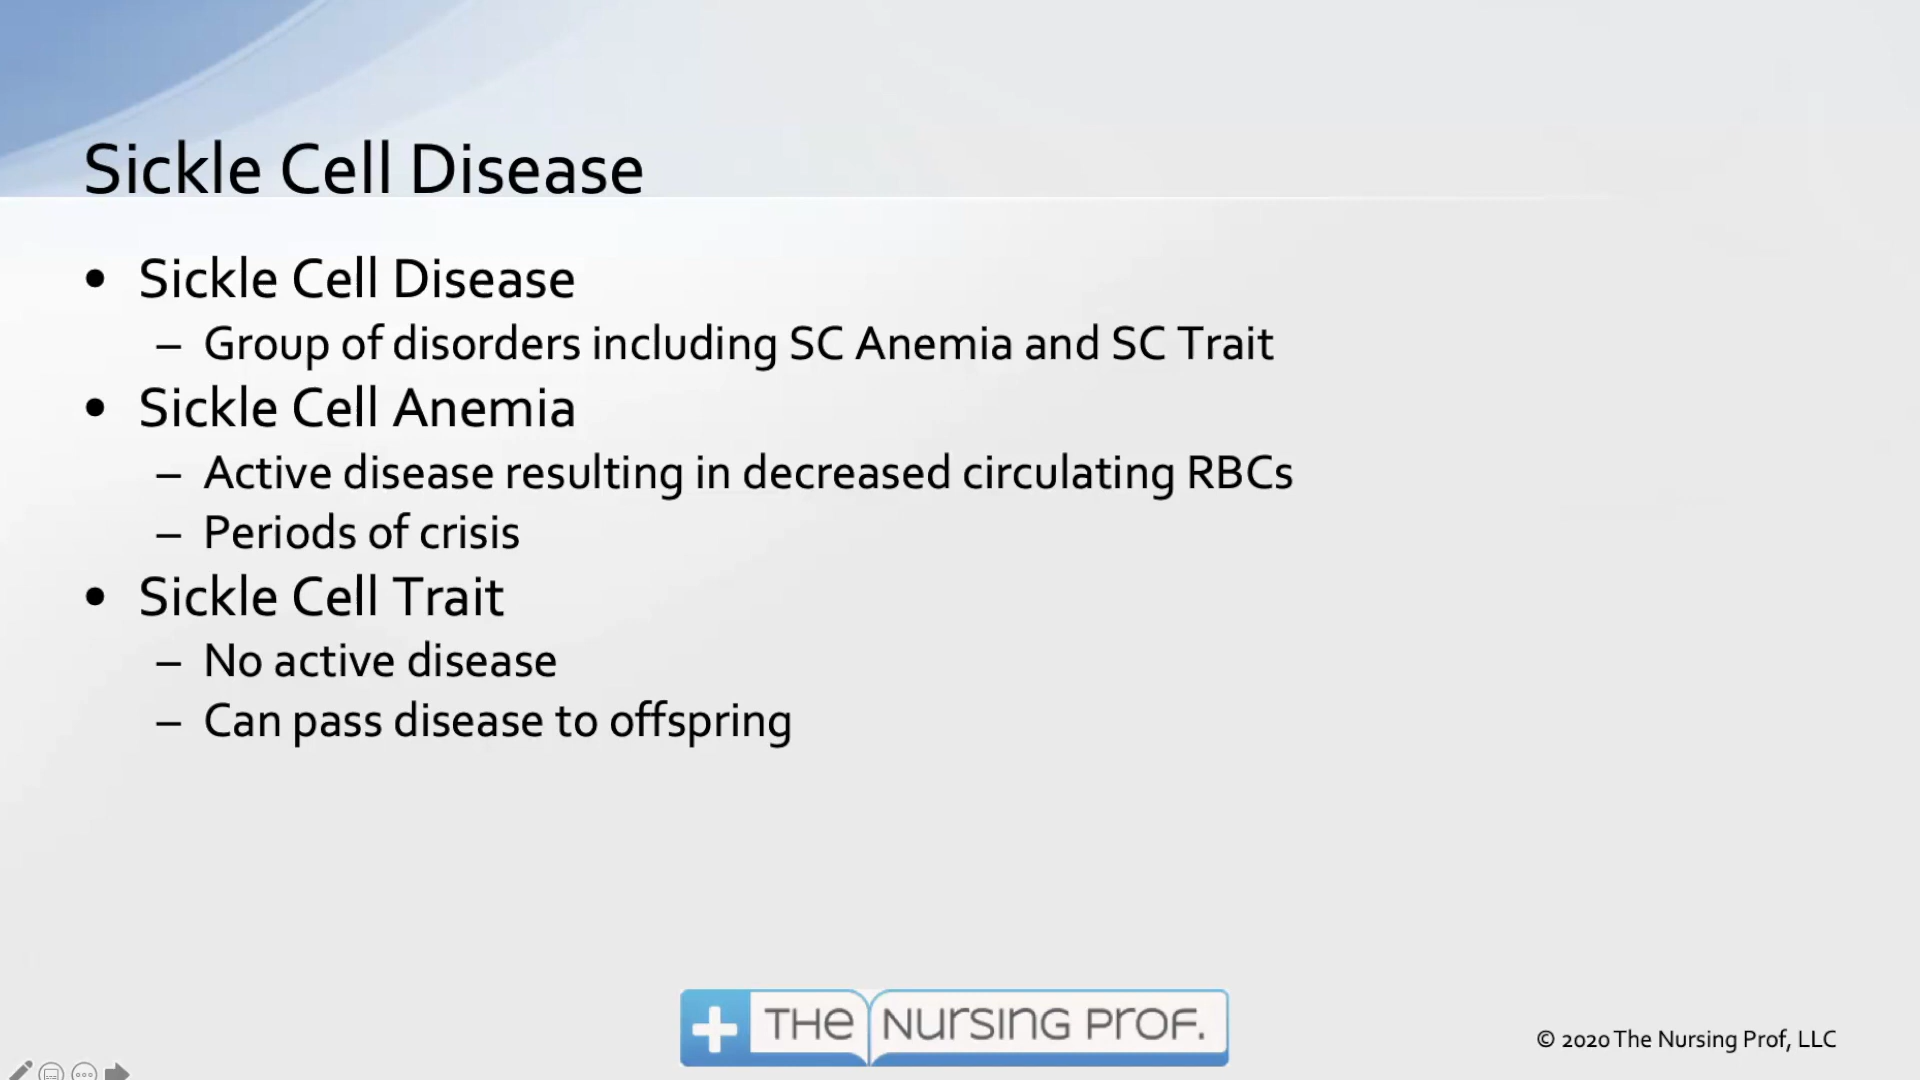 Sickle Cell Disease
• Sickle Cell Disease
– Group of disorders including SC Anemia and SC Trait
• Sickle Cell Anemia
– Active disease resulting in decreased circulating RBCs
– Periods of crisis
• Sickle Cell Trait
– No active disease
– Can pass disease to offspring
THE NURSING PROF.
© 2020 The Nursing Prof, LLC